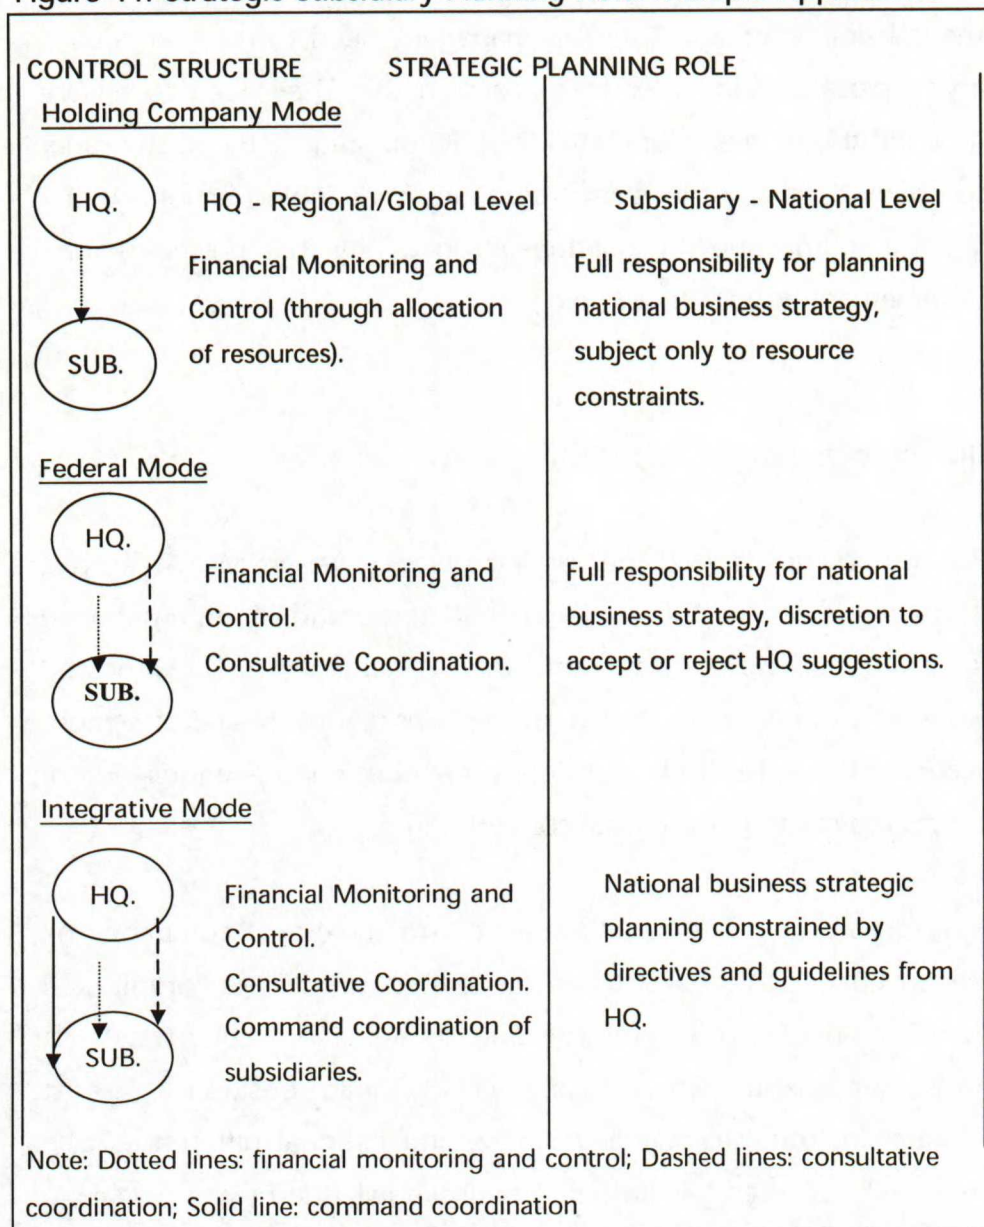 CONTROL STRUCTURE STRATEGIC PLANNING ROLE
Holding Company Mode
HQ.
HQ - Regional/Global Level
Subsidiary - National Level
Financial Monitoring and
Control (through allocation
of resources).
Full responsibility for planning
national business strategy,
subject only to resource
constraints.
SUB.
Federal Mode
HQ.
Financial Monitoring and
Control.
Consultative Coordination.
Full responsibility for national
business strategy, discretion to
accept or reject HQ suggestions.
SUB.
Integrative Mode
HQ.
Financial Monitoring and
Control.
Consultative Coordination.
Command coordination of
subsidiaries.
National business strategic
planning constrained by
directives and guidelines from
HQ.
SUB.
Note: Dotted lines: financial monitoring and control; Dashed lines: consultative
coordination; Solid line: command coordination